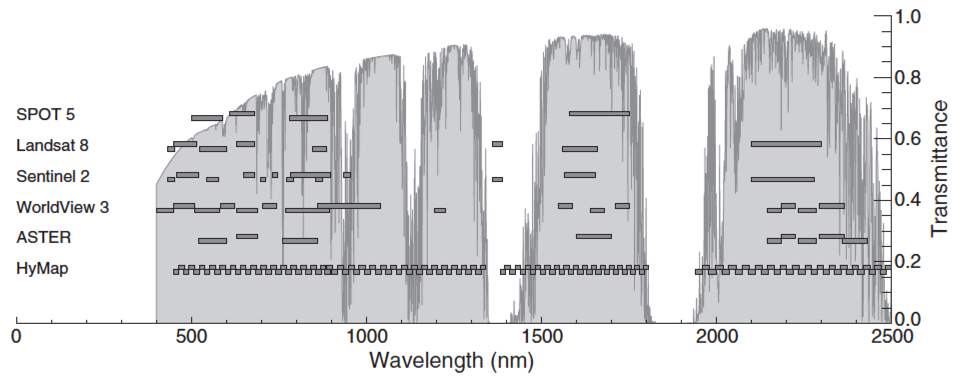 1.0
0.8
SPOT 5
Landsat 8
0.6
Sentinel 2
WorldView 3
0.4
ASTER
HyMap
0.2
0.0
Transmittance
0 500 1000 1500 2000 2500
Wavelength (nm)